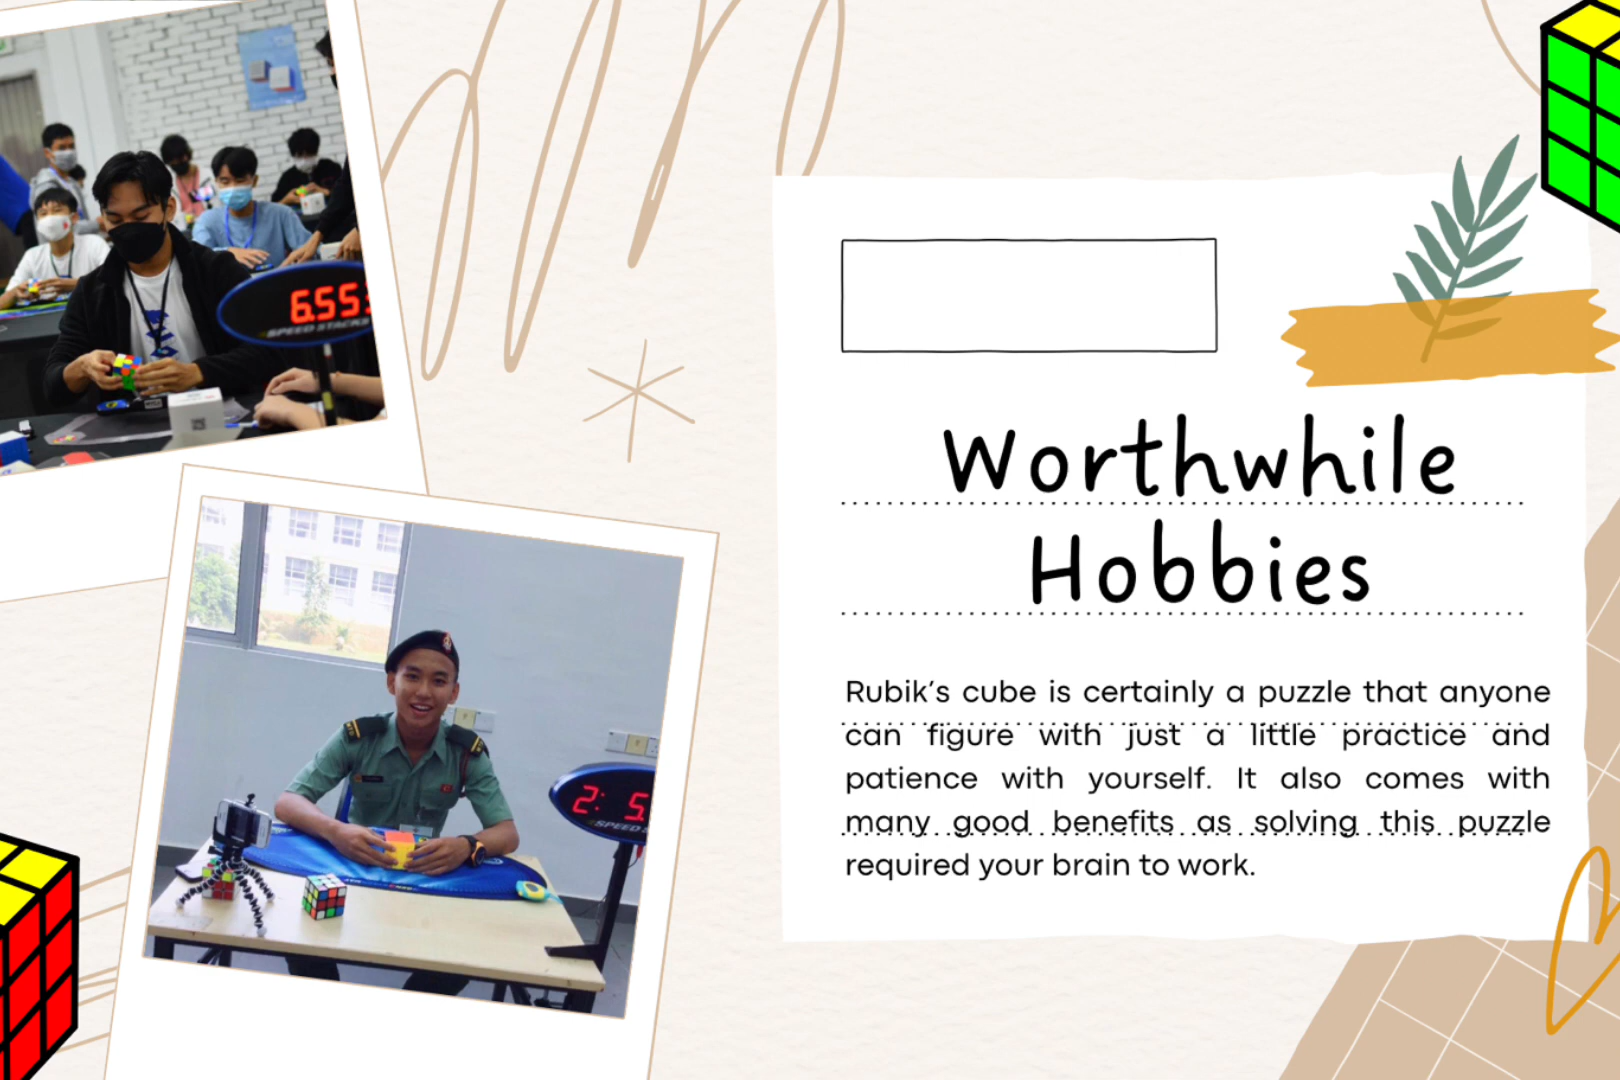 6.55
SPEED STACKS
Worthwhile
Hobbies
Rubik's cube is certainly a puzzle that anyone
can figure with just a little practice and
patience with yourself. It also comes with
many good benefits as solving this puzzle
required your brain to work.
2: 5
SPEED